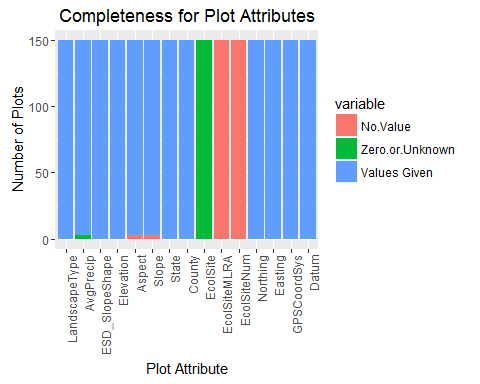 Completeness for Plot Attributes
Number of Plots
150
100
50
0
LandscapeType
AvgPrecip
ESD_SlopeShape
Elevation
Aspect
Slope
State
County
EcolSite
EcolSiteMLRA
EcolSiteNum
Northing
Easting
GPSCoordSys
Datum
Plot Attribute
variable
No.Value
Zero.or.Unknown
Values Given